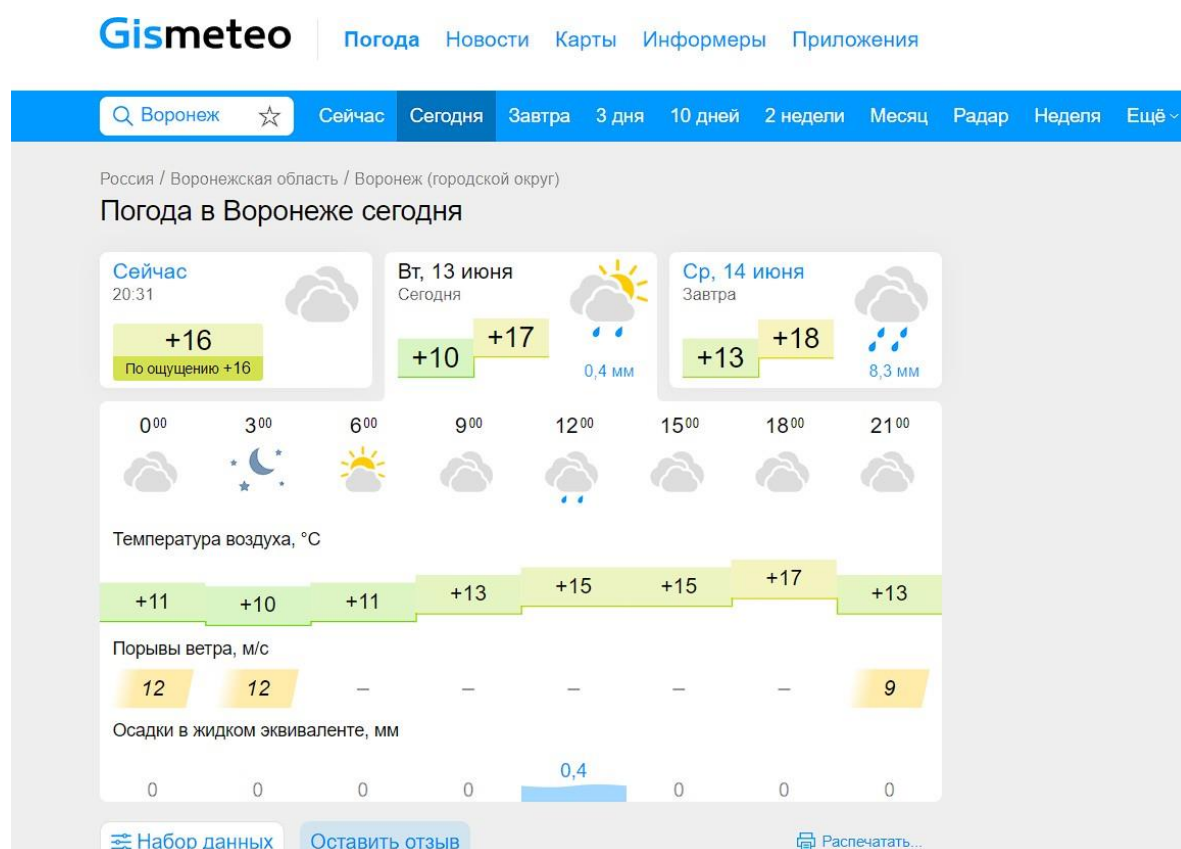 Gismeteo Погода Новости Карты Информеры Приложения
Воронеж Сейчас Сегодня Завтра 3 дня 10 дней 2 недели Месяц Радар Неделя Ещё
Россия / Воронежская область / Воронеж (городской округ)
Погода в Воронеже сегодня
Сейчас
20:31
+16
По ощущению +16
Вт, 13 июня
Сегодня
+10 +17
0,4 мм
Ср, 14 июня
Завтра
+13 +18
8,3 мм
0⁰⁰ 3⁰⁰ 6⁰⁰ 9⁰⁰ 12⁰⁰ 15⁰⁰ 18⁰⁰ 21⁰⁰
Температура воздуха, °C
+11 +10 +11 +13 +15 +15 +17 +13
Порывы ветра, м/с
12 12 – – – – – 9
Осадки в жидком эквиваленте, мм
0 0 0 0 0,4 0 0 0
Набор данных Оставить отзыв Распечатать...